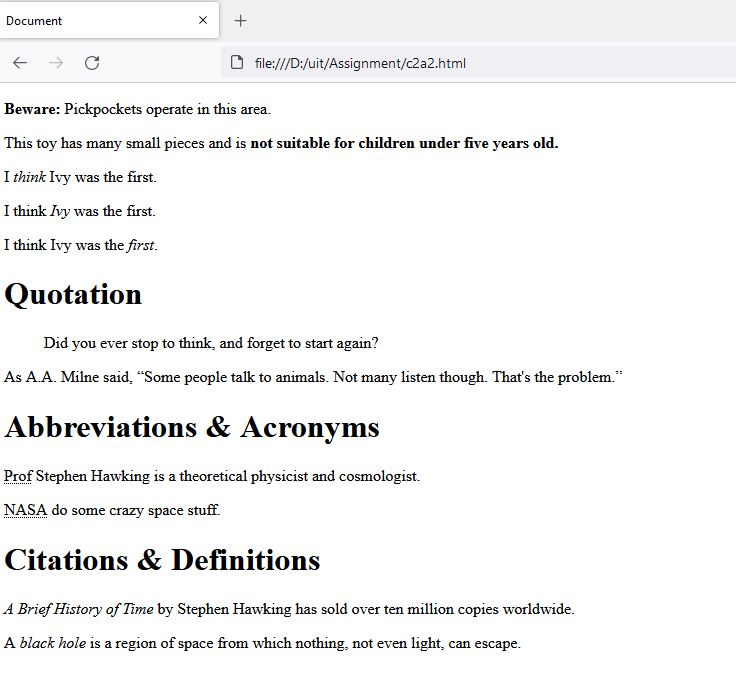 Document
file:///D:/uit/Assignment/c2a2.html
Beware: Pickpockets operate in this area.
This toy has many small pieces and is not suitable for children under five years old.
I think Ivy was the first.
I think Ivy was the first.
I think Ivy was the first.
Quotation
Did you ever stop to think, and forget to start again?
As A.A. Milne said, “Some people talk to animals. Not many listen though. That's the problem.”
Abbreviations & Acronyms
Prof Stephen Hawking is a theoretical physicist and cosmologist.
NASA do some crazy space stuff.
Citations & Definitions
A Brief History of Time by Stephen Hawking has sold over ten million copies worldwide.
A black hole is a region of space from which nothing, not even light, can escape.